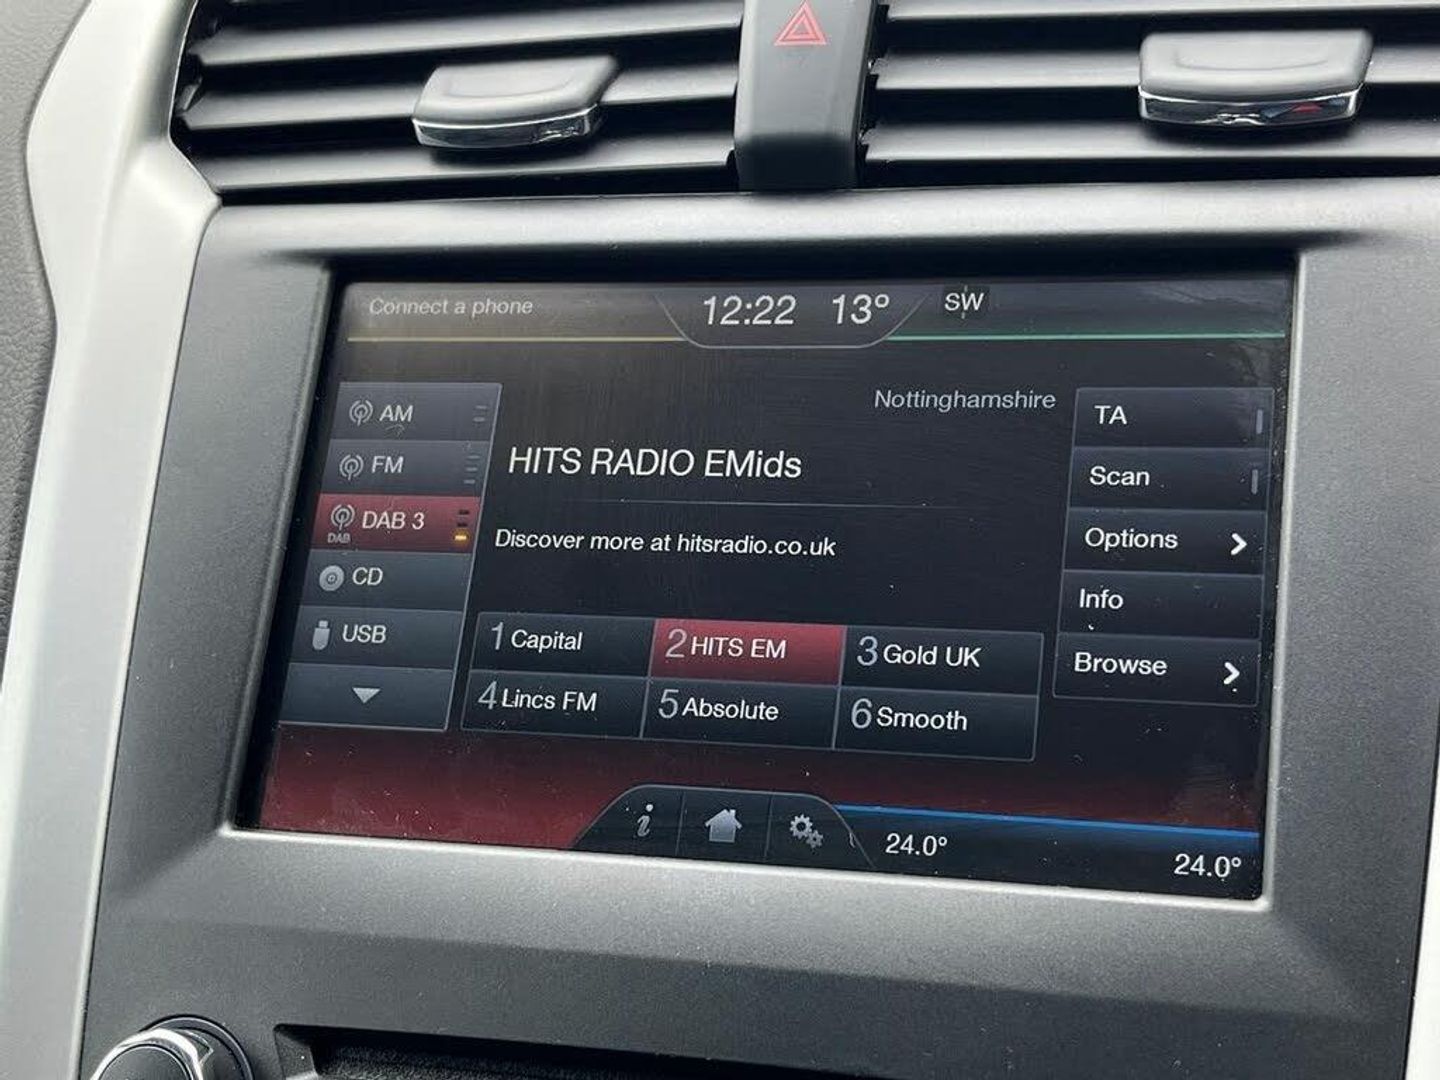 Connect a phone
12:22 13° SW
Nottinghamshire
AM
FM
DAB 3
DAB
CD
USB
HITS RADIO EMids
Discover more at hitsradio.co.uk
1 Capital
2 HITS EM
3 Gold UK
4 Lincs FM
5 Absolute
6 Smooth
TA
Scan
Options
Info
Browse
i
24.0°
24.0°